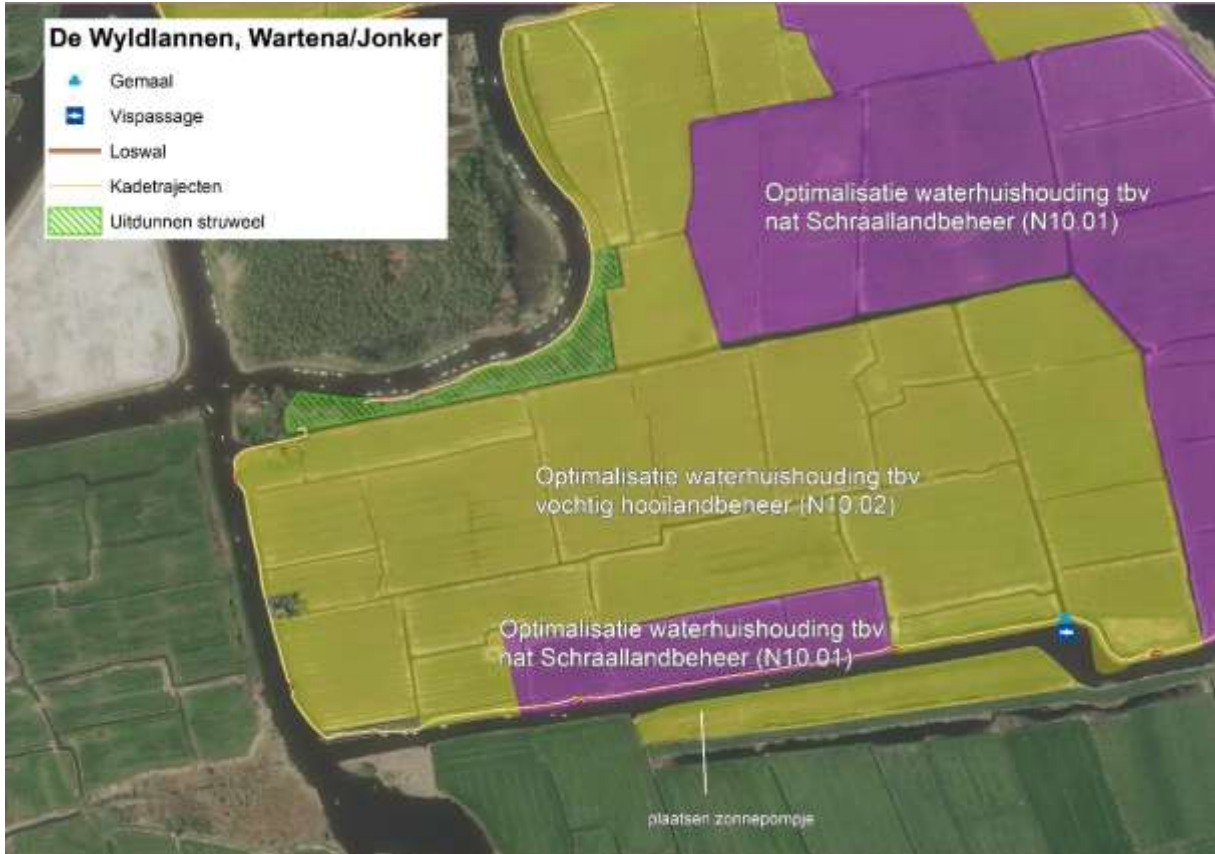 De Wyldlannen, Wartena/Jonker
Gemaal
Vispassage
Loswal
Kadetrajecten
Uitdunnen struweel
Optimalisatie waterhuishouding tbv
nat Schraallandbeheer (N10.01)
Optimalisatie waterhuishouding tbv
vochtig hooilandbeheer (N10.02)
Optimalisatie waterhuishouding tbv
nat Schraallandbeheer (N10.01)
plaatsen zonnepompje